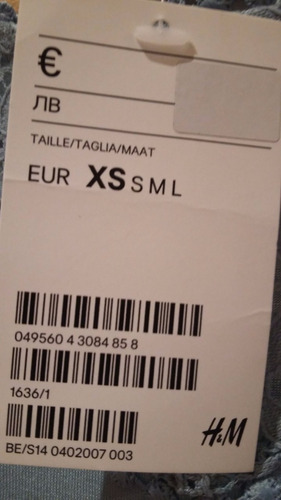 €
ЛВ
TAILLE/TAGLIA/MAAT
EUR XS S M L
049560 4 3084 85 8
1636/1
H&M
BE/S14 0402007 003